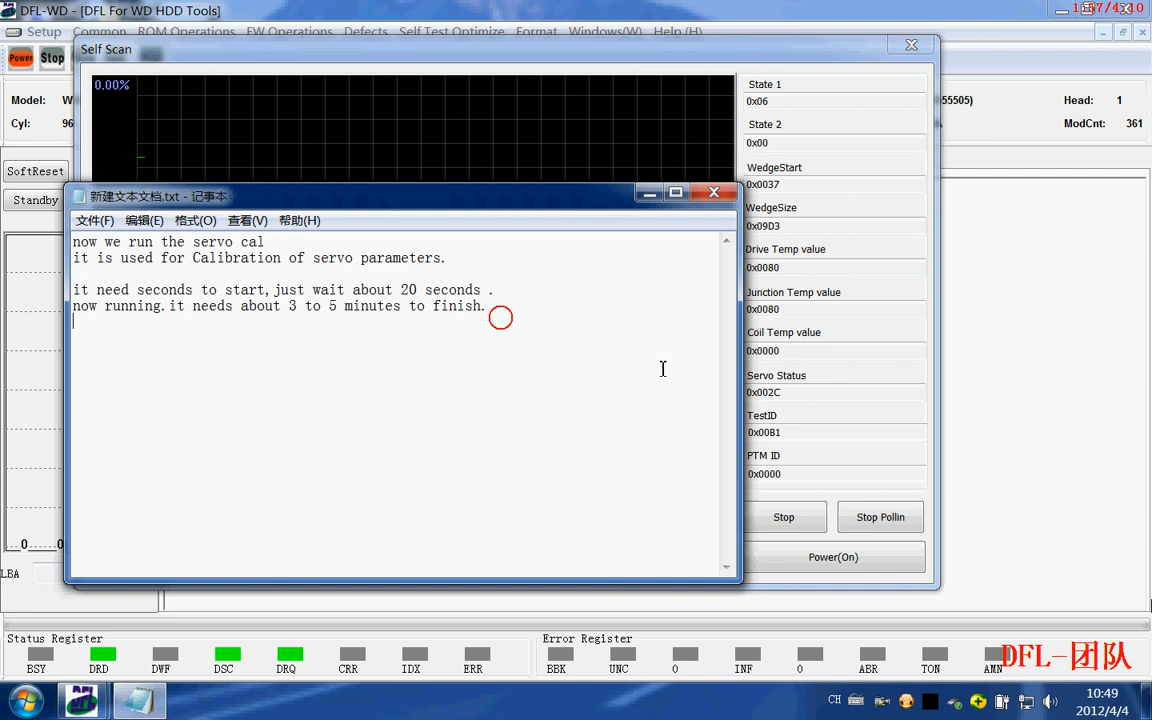 DFL-WD - [DFL For WD HDD Tools]
Setup Common ROM Operations FW Operations Defects Self Test Optimize Format Windows(W) Help (H)
Power Stop
Self Scan
Model: W
55505)
Head: 1
Cyl: 96
ModCnt: 361
0.00%
State 1
0x06
State 2
0x00
WedgeStart
0x0037
WedgeSize
0x09D3
Drive Temp value
0x0080
Junction Temp value
0x0080
Coil Temp value
0x0000
Servo Status
0x002C
TestID
0x00B1
PTM ID
0x0000
Stop Stop Pollin
Power(On)
SoftReset
Standby
新建文本文档.txt - 记事本
文件(F) 编辑(E) 格式(O) 查看(V) 帮助(H)
now we run the servo cal
it is used for Calibration of servo parameters.
it need seconds to start,just wait about 20 seconds .
now running.it needs about 3 to 5 minutes to finish.
0 0
LBA
Status Register
BSY DRD DWF DSC DRQ CRR IDX ERR
Error Register
BBK UNC 0 INF 0 ABR TON AMN
DFL-团队
CH
10:49
2012/4/4